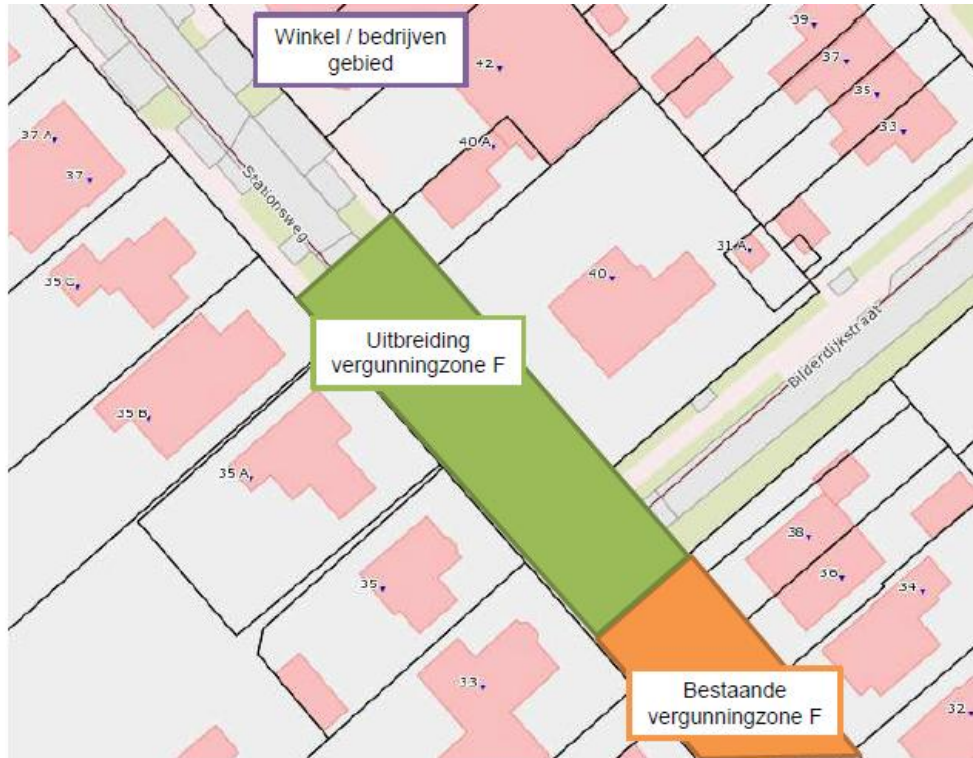 Winkel / bedrijven
gebied
42
39
37
35
33
37 A
37
40 A
Stationsweg
31 A
35 C
40
Uitbreiding
vergunningzone F
Bilderdijkstraat
35 B
35 A
38
36
34
35
33
Bestaande
vergunningzone F
32